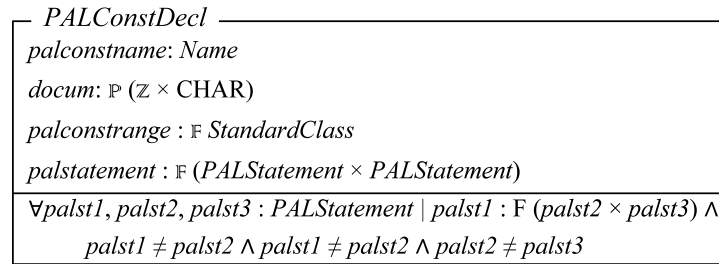 PALConstDecl
palconstname: Name
docum: ℙ (ℤ × CHAR)
palconstrange : 𝔽 StandardClass
palstatement : 𝔽 (PALStatement × PALStatement)
∀palst1, palst2, palst3 : PALStatement | palst1 : F (palst2 × palst3) ∧
palst1 ≠ palst2 ∧ palst1 ≠ palst2 ∧ palst2 ≠ palst3